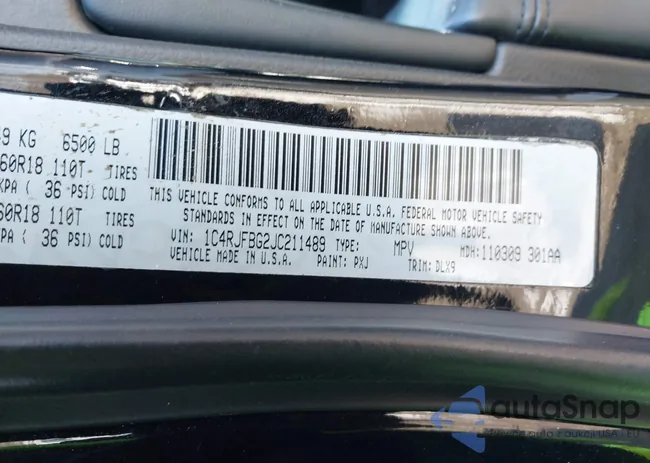 9 KG 6500 LB
60R18 110T TIRES
KPA ( 36 PSI) COLD
60R18 110T TIRES
KPA ( 36 PSI) COLD
THIS VEHICLE CONFORMS TO ALL APPLICABLE U.S.A. FEDERAL MOTOR VEHICLE SAFETY
STANDARDS IN EFFECT ON THE DATE OF MANUFACTURE SHOWN ABOVE.
VIN: 1C4RJFBG2JC211489 TYPE: MPV MDH:110309 301AA
VEHICLE MADE IN U.S.A. PAINT: PXJ TRIM: DLX9
autoSnap